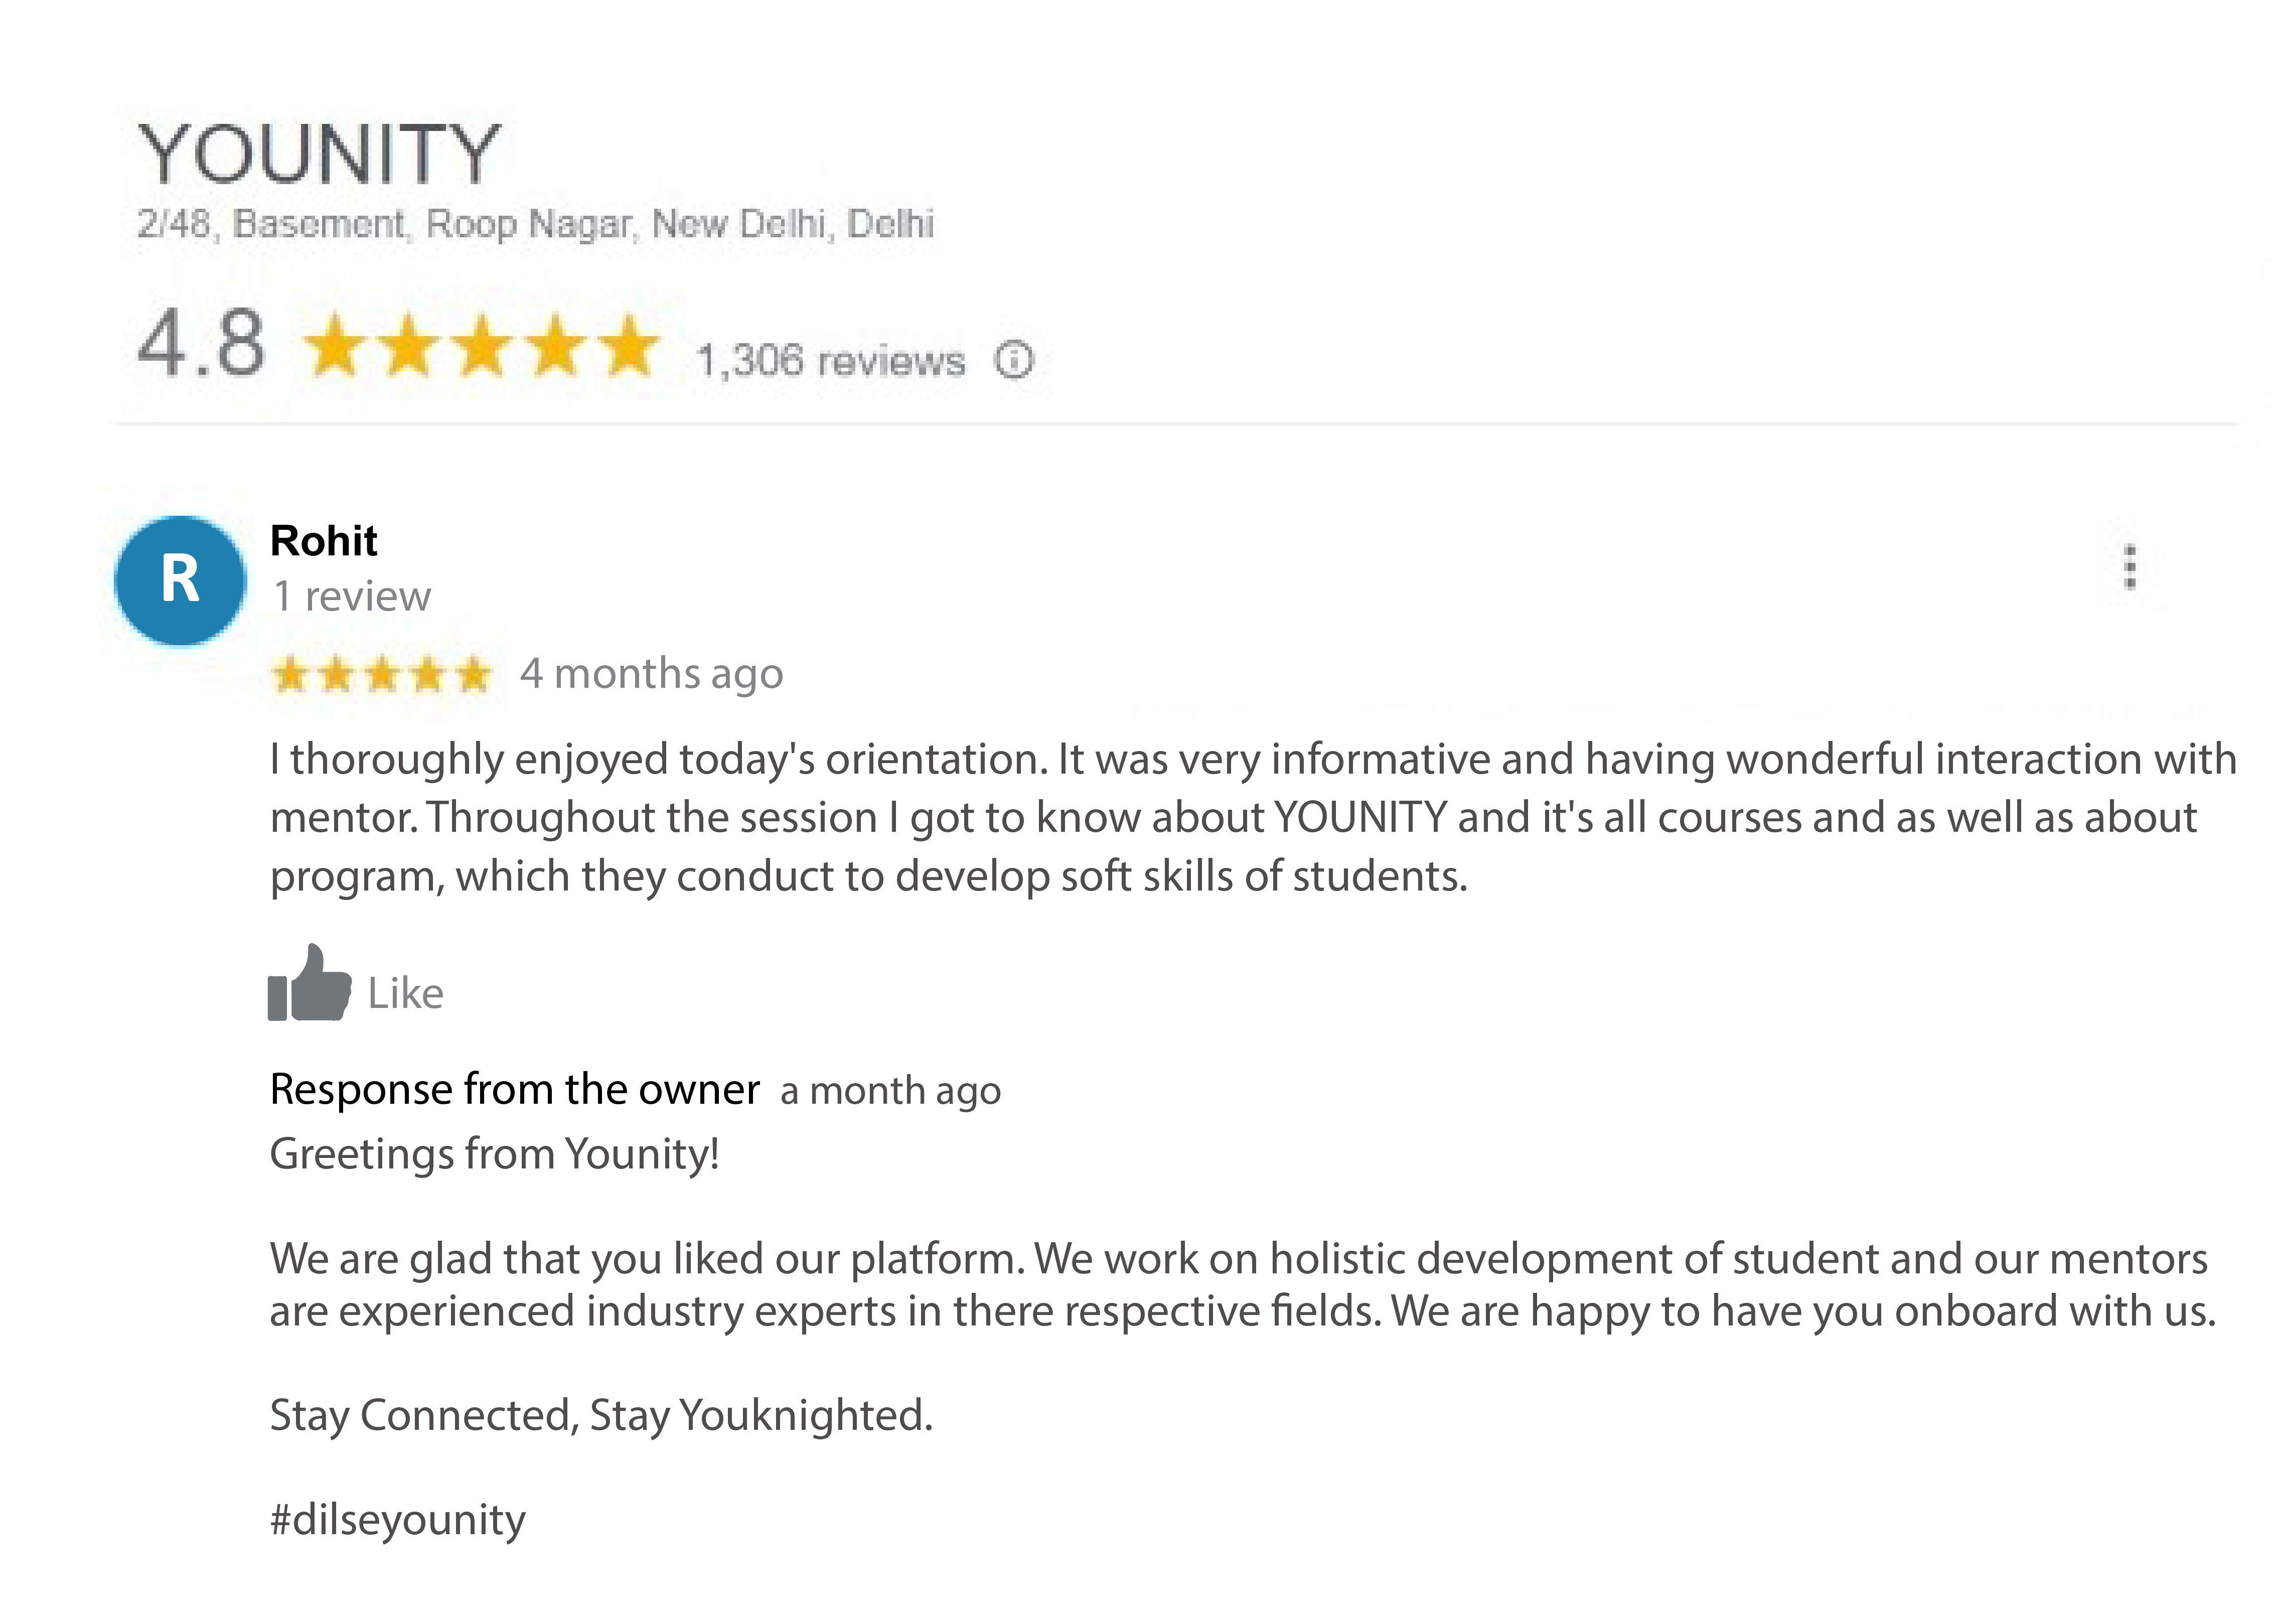 YOUNITY
2/48, Basement, Roop Nagar, New Delhi, Delhi
4.8 1,306 reviews
R
Rohit
1 review
4 months ago
I thoroughly enjoyed today's orientation. It was very informative and having wonderful interaction with
mentor. Throughout the session I got to know about YOUNITY and it's all courses and as well as about
program, which they conduct to develop soft skills of students.
Like
Response from the owner a month ago
Greetings from Younity!
We are glad that you liked our platform. We work on holistic development of student and our mentors
are experienced industry experts in there respective fields. We are happy to have you onboard with us.
Stay Connected, Stay Youknighted.
#dilseyounity